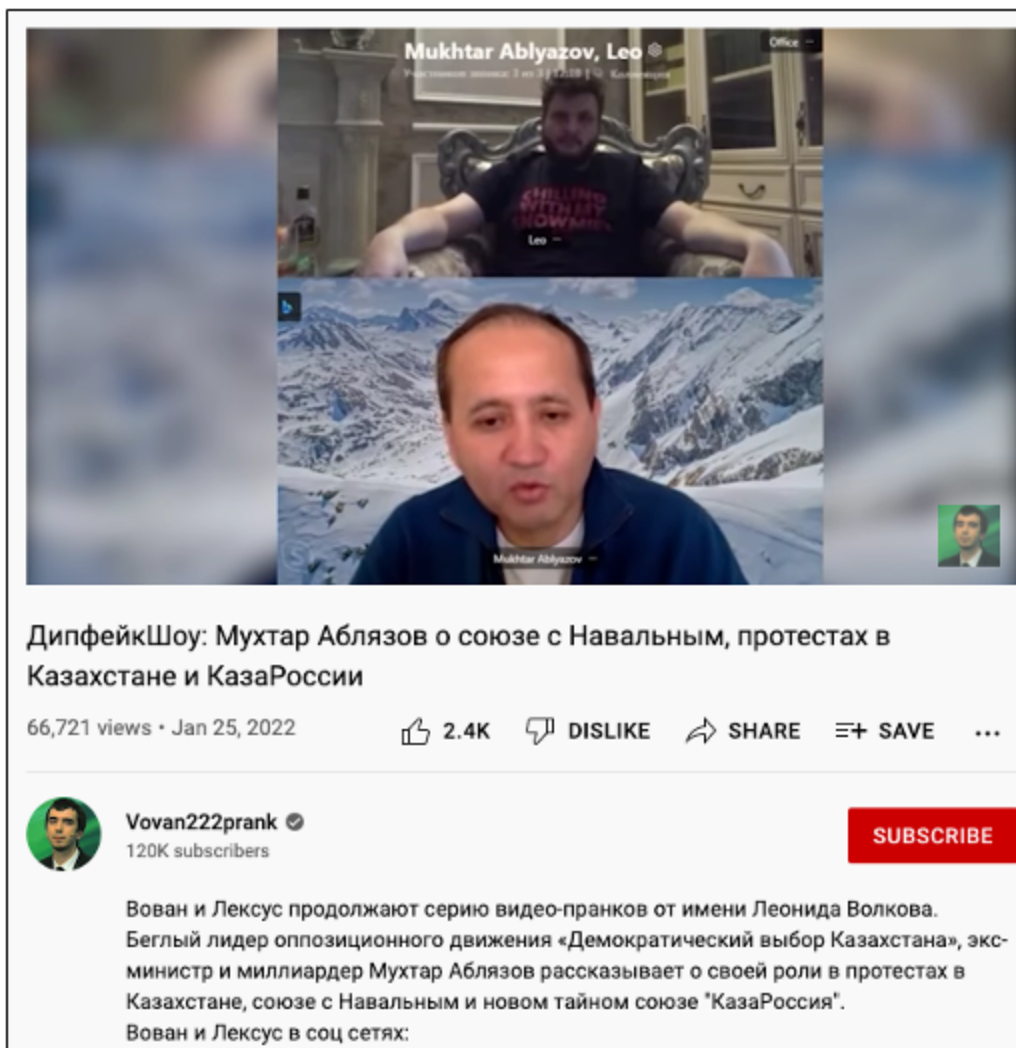 Mukhtar Ablyazov, Leo
Office
CHILLING
WITH MY
Leo
Mukhtar Ablyazov
ДипфейкШоу: Мухтар Аблязов о союзе с Навальным, протестах в
Казахстане и КазаРоссии
66,721 views • Jan 25, 2022
2.4K DISLIKE SHARE SAVE
Vovan222prank
120K subscribers
SUBSCRIBE
Вован и Лексус продолжают серию видео-пранков от имени Леонида Волкова.
Беглый лидер оппозиционного движения «Демократический выбор Казахстана», экс-
министр и миллиардер Мухтар Аблязов рассказывает о своей роли в протестах в
Казахстане, союзе с Навальным и новом тайном союзе "КазаРоссия".
Вован и Лексус в соц сетях: